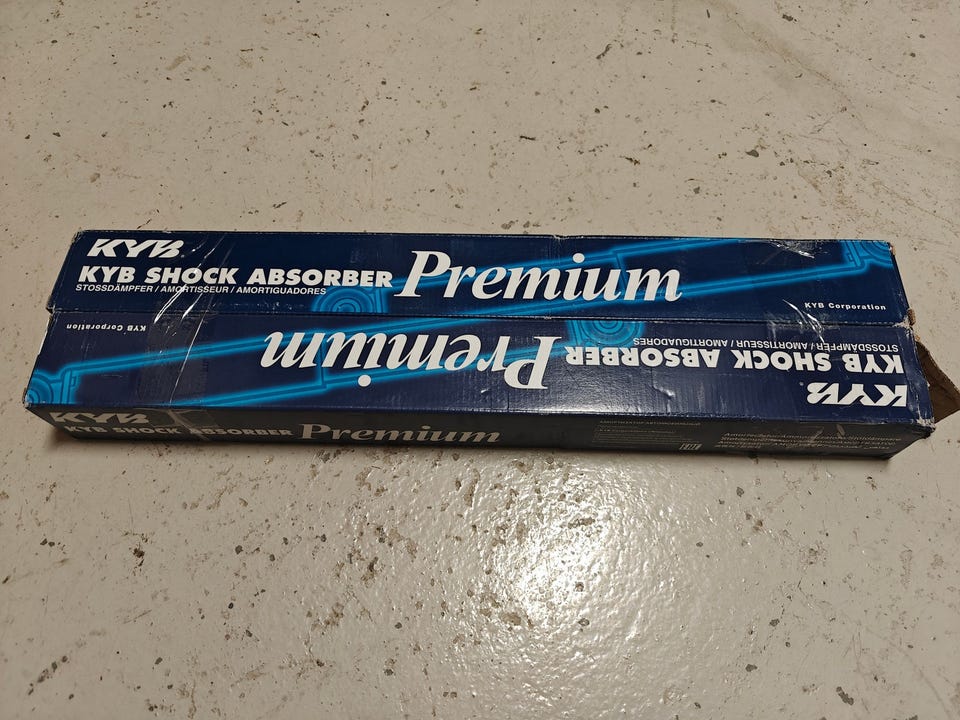 KYB
KYB SHOCK ABSORBER Premium
STOSSDÄMPFER / AMORTISSEUR / AMORTIGUADORES
KYB Corporation
KYB
KYB SHOCK ABSORBER Premium
STOSSDÄMPFER / AMORTISSEUR / AMORTIGUADORES
KYB Corporation
KYB
KYB SHOCK ABSORBER Premium